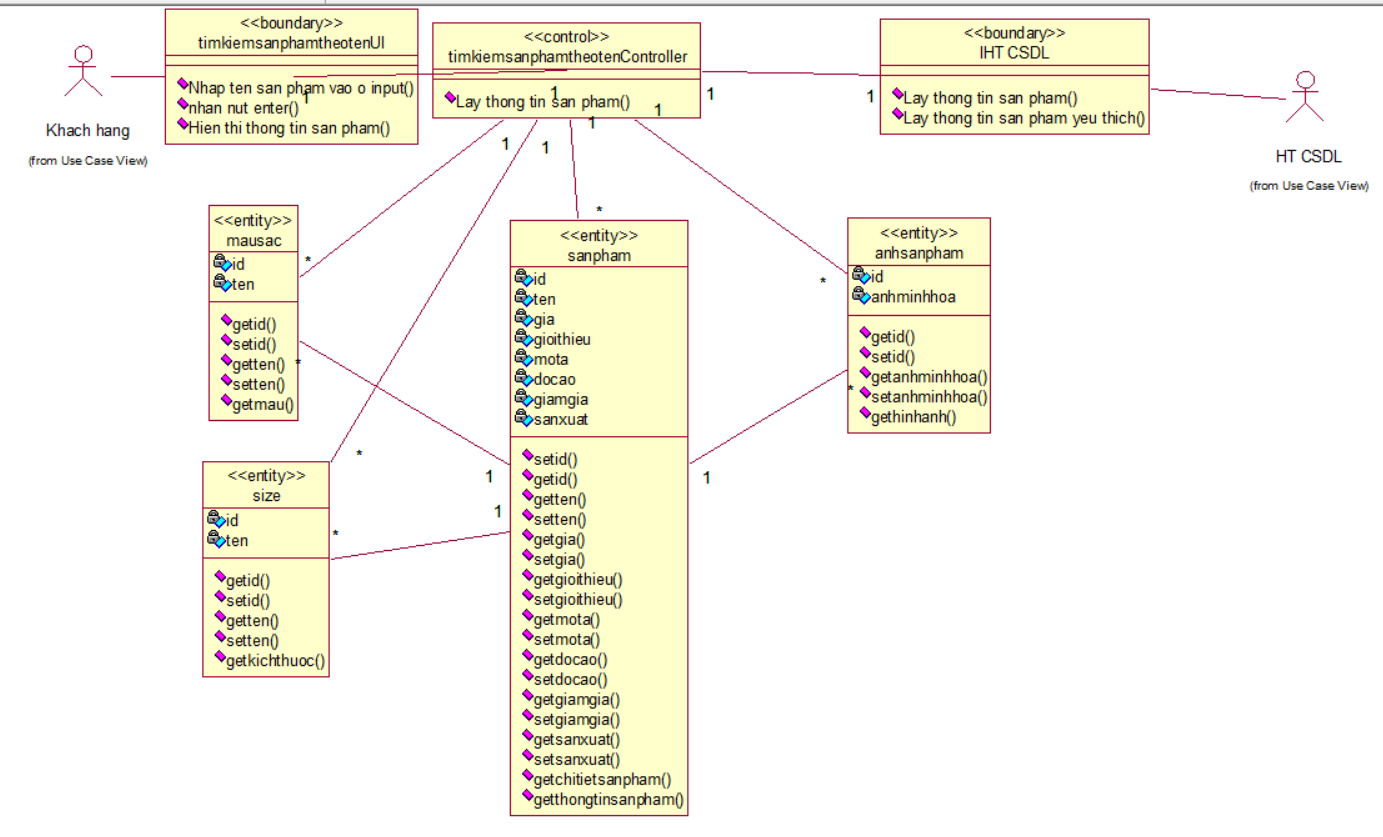 <<boundary>>
timkiemsanphamtheotenUI
Nhap ten san pham vao o input()
nhan nut enter()
Hien thi thong tin san pham()
<<control>>
timkiemsanphamtheotenController
Lay thong tin san pham()
<<boundary>>
IHT CSDL
Lay thong tin san pham()
Lay thong tin san pham yeu thich()
Khach hang
(from Use Case View)
HT CSDL
(from Use Case View)
1
1
1
1
1
1
1
1
*
*
*
*
<<entity>>
mausac
id
ten
getid()
setid()
getten()
setten()
getmau()
*
1
<<entity>>
size
id
ten
getid()
setid()
getten()
setten()
getkichthuoc()
*
1
<<entity>>
sanpham
id
ten
gia
gioithieu
mota
docao
giamgia
sanxuat
setid()
getid()
getten()
setten()
getgia()
setgia()
getgioithieu()
setgioithieu()
getmota()
setmota()
getdocao()
setdocao()
getgiamgia()
setgiamgia()
getsanxuat()
setsanxuat()
getchitietsanpham()
getthongtinsanpham()
<<entity>>
anhsanpham
id
anhminhhoa
getid()
setid()
getanhminhhoa()
setanhminhhoa()
gethinhanh()
*
1